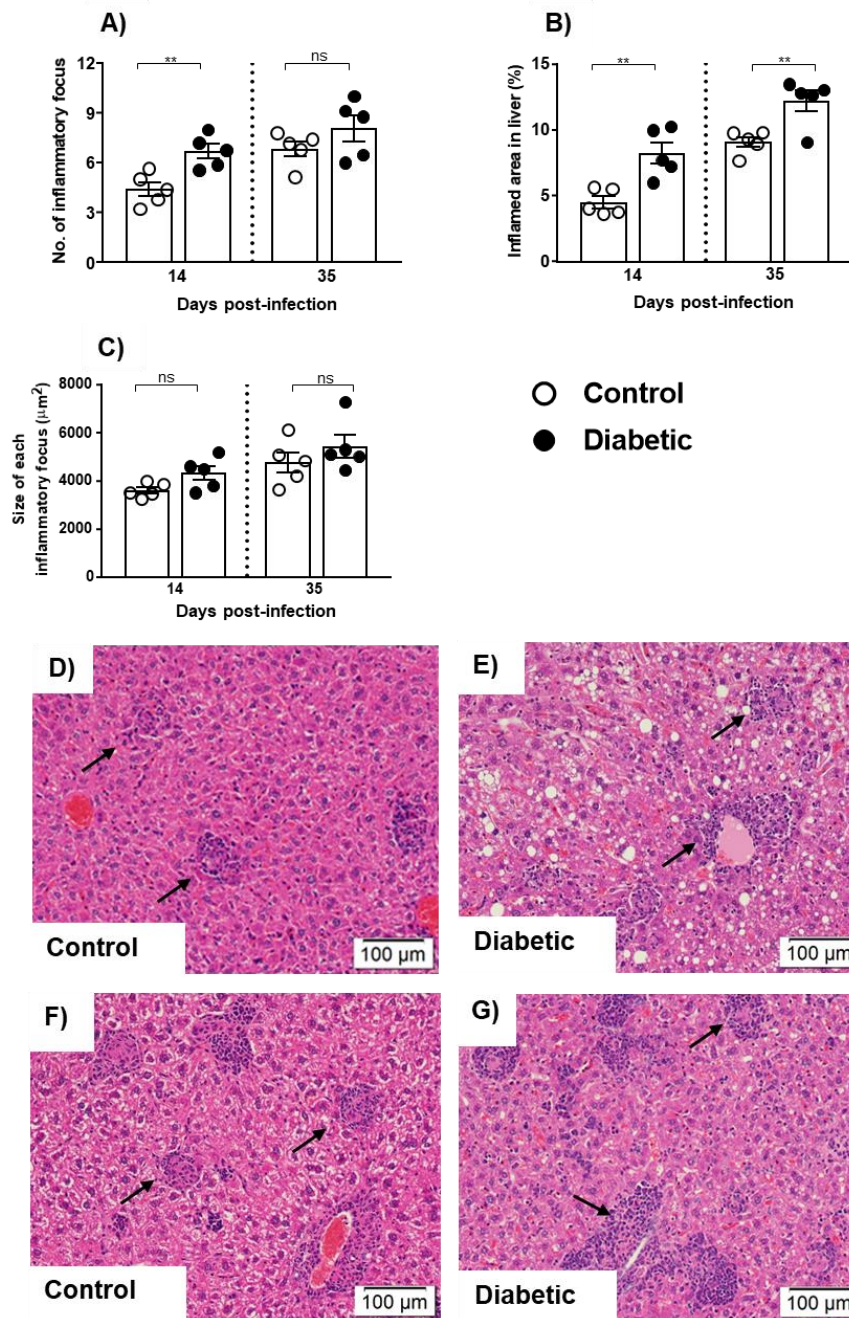 A)
12
9
6
3
0
**
ns
No. of inflammatory focus
14
35
Days post-infection
B)
15
10
5
0
**
**
Inflamed area in liver (%)
14
35
Days post-infection
C)
8000
6000
4000
2000
0
ns
ns
Size of each
inflammatory focus (μm²)
14
35
Days post-infection
Control
Diabetic
D)
Control
100 μm
E)
Diabetic
100 μm
F)
Control
100 μm
G)
Diabetic
100 μm